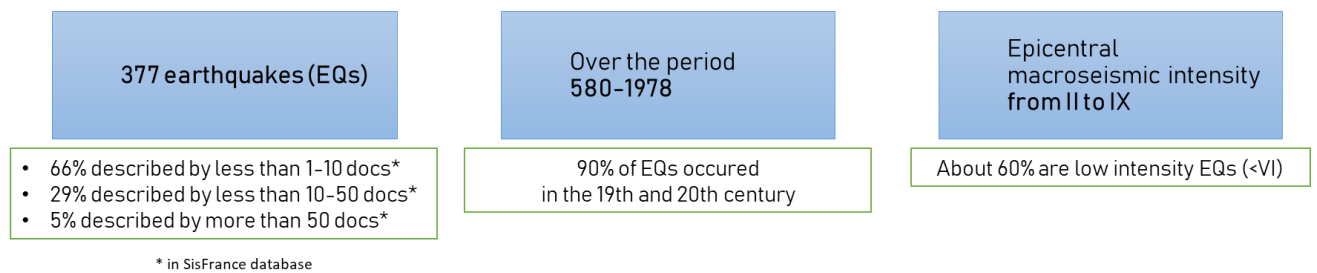 377 earthquakes (EQs)
• 66% described by less than 1-10 docs*
• 29% described by less than 10-50 docs*
• 5% described by more than 50 docs*
* in SisFrance database
Over the period
580-1978
90% of EQs occured
in the 19th and 20th century
Epicentral
macroseismic intensity
from II to IX
About 60% are low intensity EQs (<VI)